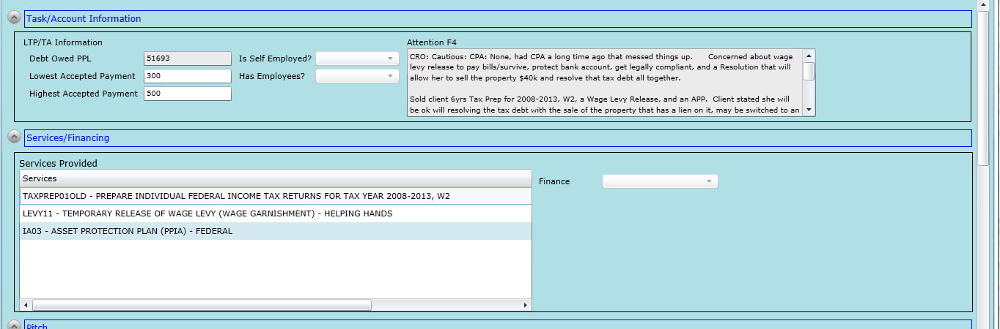 Task/Account Information
LTP/TA Information
Debt Owed PPL 51693 Is Self Employed?
Lowest Accepted Payment 300 Has Employees?
Highest Accepted Payment 500
Attention F4
CRO: Cautious: CPA: None, had CPA a long time ago that messed things up. Concerned about wage
levy release to pay bills/survive, protect bank account, get legally compliant, and a Resolution that will
allow her to sell the property $40k and resolve that tax debt all together.
Sold client 6yrs Tax Prep for 2008-2013, W2, a Wage Levy Release, and an APP. Client stated she will
be ok will resolving the tax debt with the sale of the property that has a lien on it, may be switched to an
Services/Financing
Services Provided
Services
Finance
TAXPREP01OLD - PREPARE INDIVIDUAL FEDERAL INCOME TAX RETURNS FOR TAX YEAR 2008-2013, W2
LEVY11 - TEMPORARY RELEASE OF WAGE LEVY (WAGE GARNISHMENT) - HELPING HANDS
IA03 - ASSET PROTECTION PLAN (PPIA) - FEDERAL
Pitch